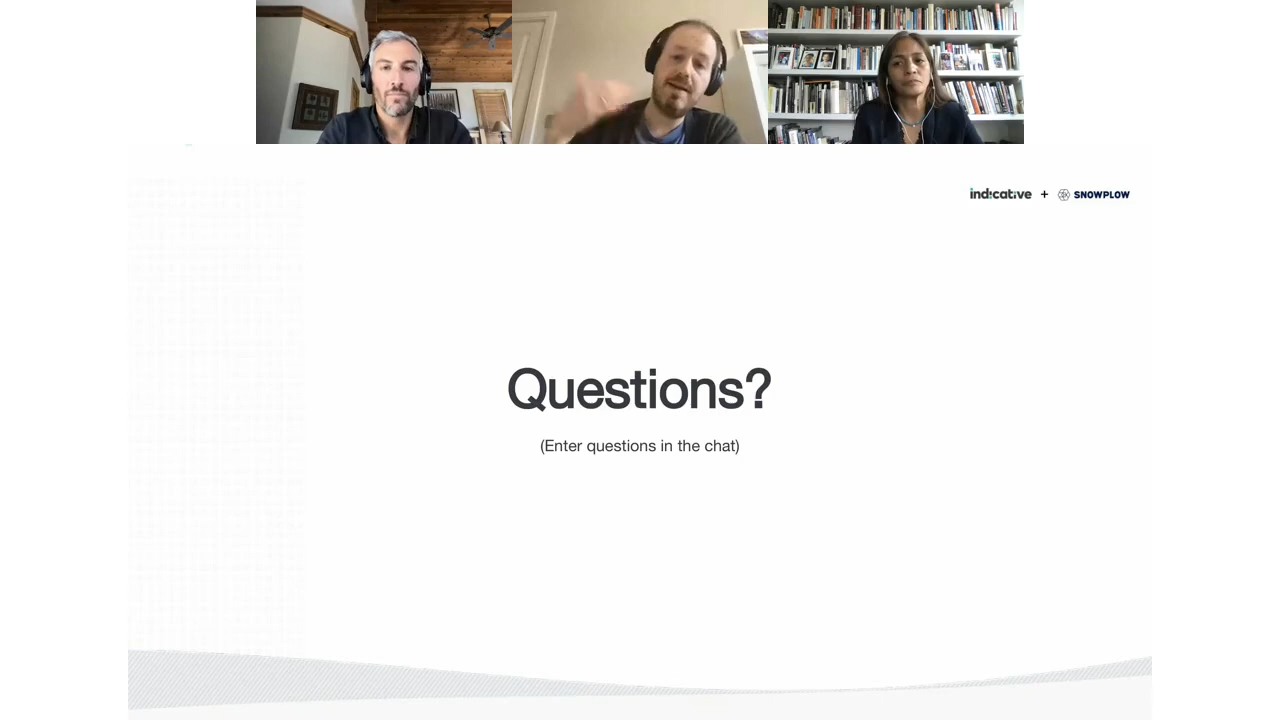 indicative + SNOWPLOW
Questions?
(Enter questions in the chat)